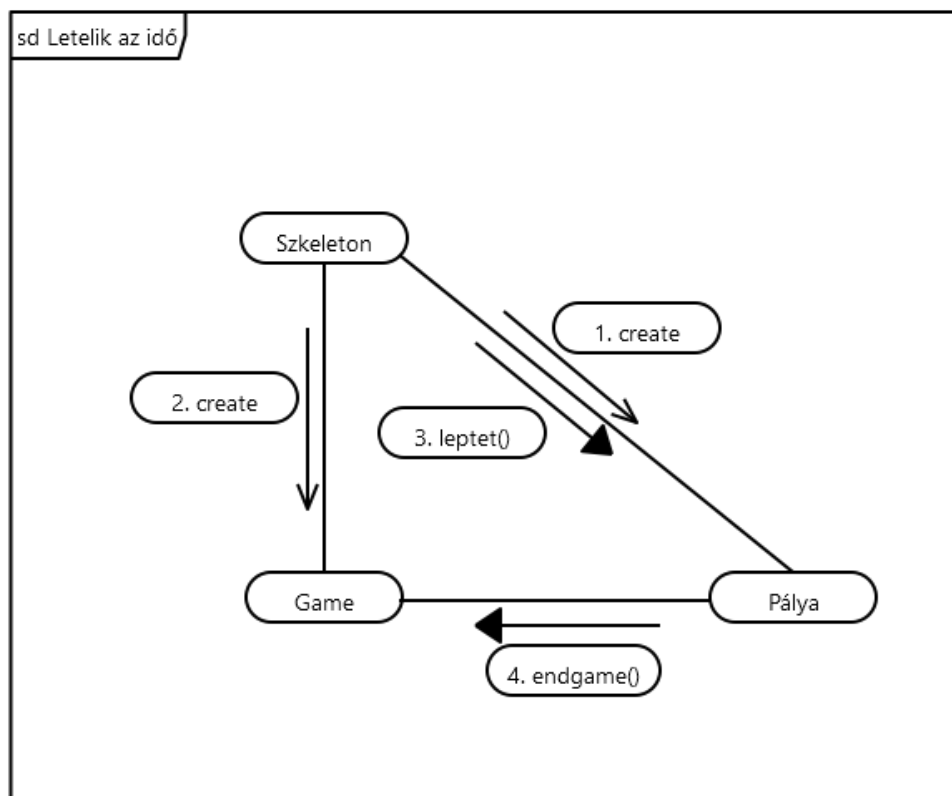 sd Letelik az idő
Szkeleton
1. create
2. create
3. leptet()
Game
Pálya
4. endgame()